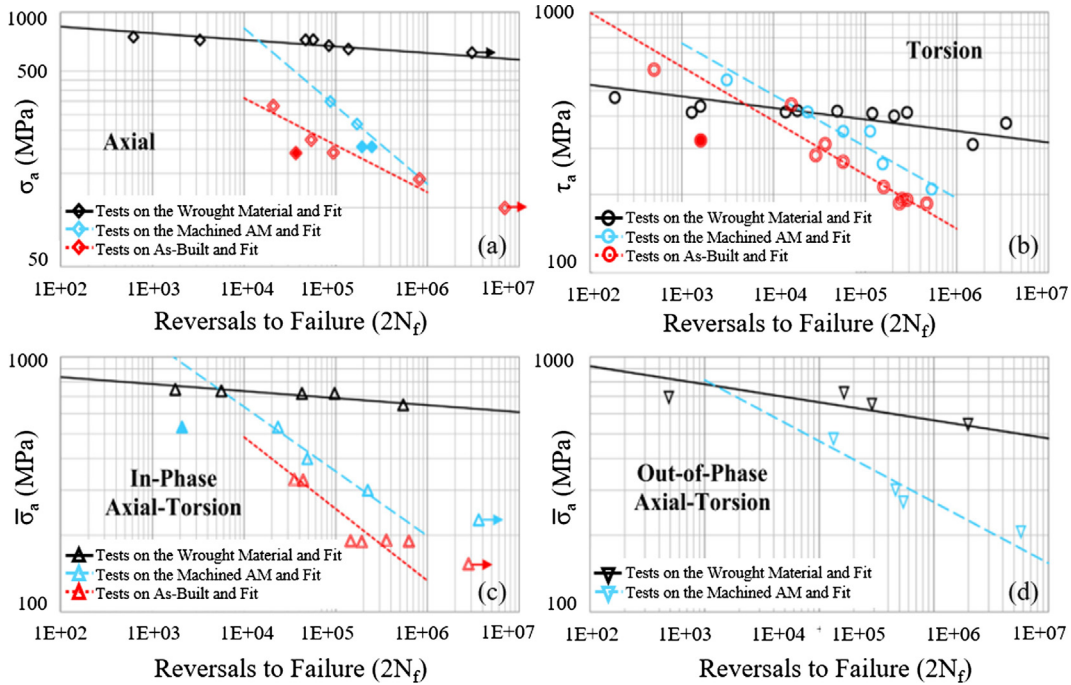 1000
500
50
σa (MPa)
Axial
Tests on the Wrought Material and Fit
Tests on the Machined AM and Fit
Tests on As-Built and Fit
(a)
1E+02 1E+03 1E+04 1E+05 1E+06 1E+07
Reversals to Failure (2Nf)
1000
100
τa (MPa)
Torsion
Tests on the Wrought Material and Fit
Tests on the Machined AM and Fit
Tests on As-Built and Fit
(b)
1E+02 1E+03 1E+04 1E+05 1E+06 1E+07
Reversals to Failure (2Nf)
1000
100
σ̅a (MPa)
In-Phase
Axial-Torsion
Tests on the Wrought Material and Fit
Tests on the Machined AM and Fit
Tests on As-Built and Fit
(c)
1E+02 1E+03 1E+04 1E+05 1E+06 1E+07
Reversals to Failure (2Nf)
1000
100
σ̅a (MPa)
Out-of-Phase
Axial-Torsion
Tests on the Wrought Material and Fit
Tests on the Machined AM and Fit
(d)
1E+02 1E+03 1E+04 1E+05 1E+06 1E+07
Reversals to Failure (2Nf)